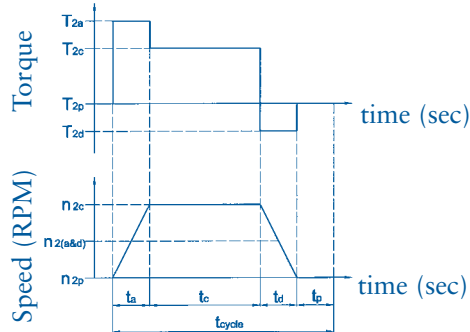 Torque
T2a
T2c
T2p
T2d
time (sec)
Speed (RPM)
n2c
n2(a&d)
n2p
time (sec)
ta
tc
td
tp
tcycle